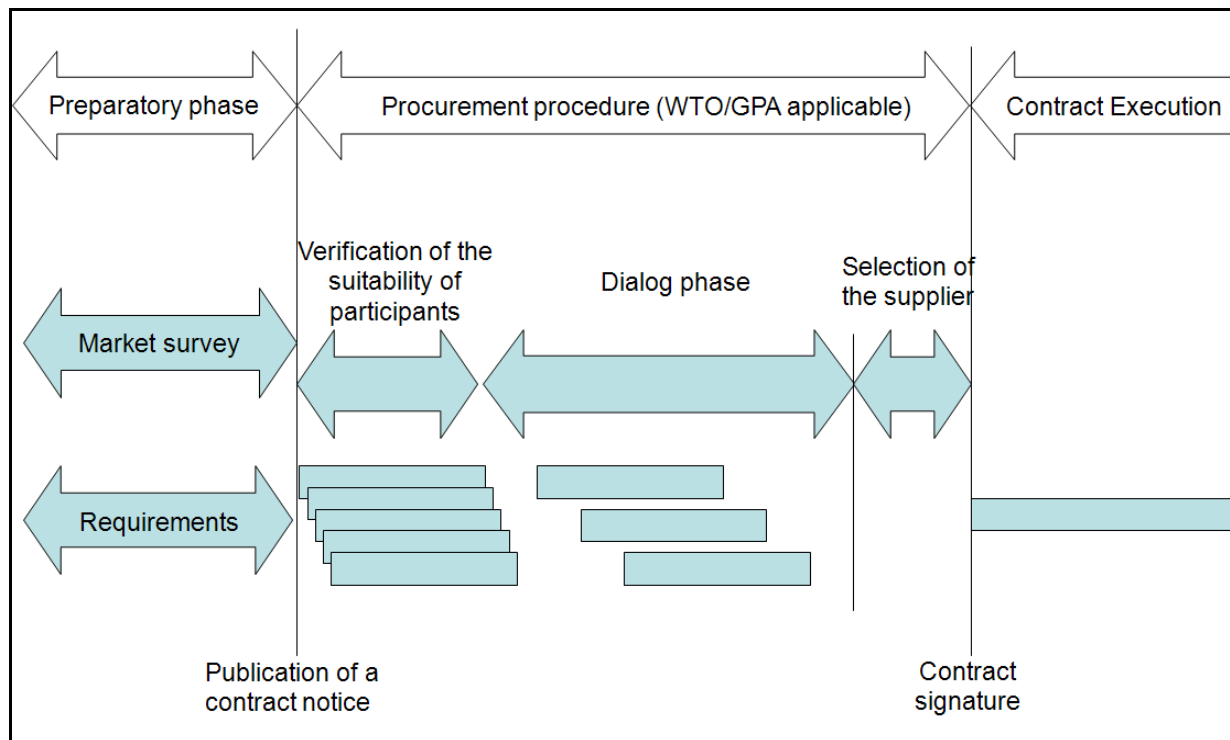 Preparatory phase
Procurement procedure (WTO/GPA applicable)
Contract Execution
Verification of the
suitability of
participants
Dialog phase
Selection of
the supplier
Market survey
Requirements
Publication of a
contract notice
Contract
signature